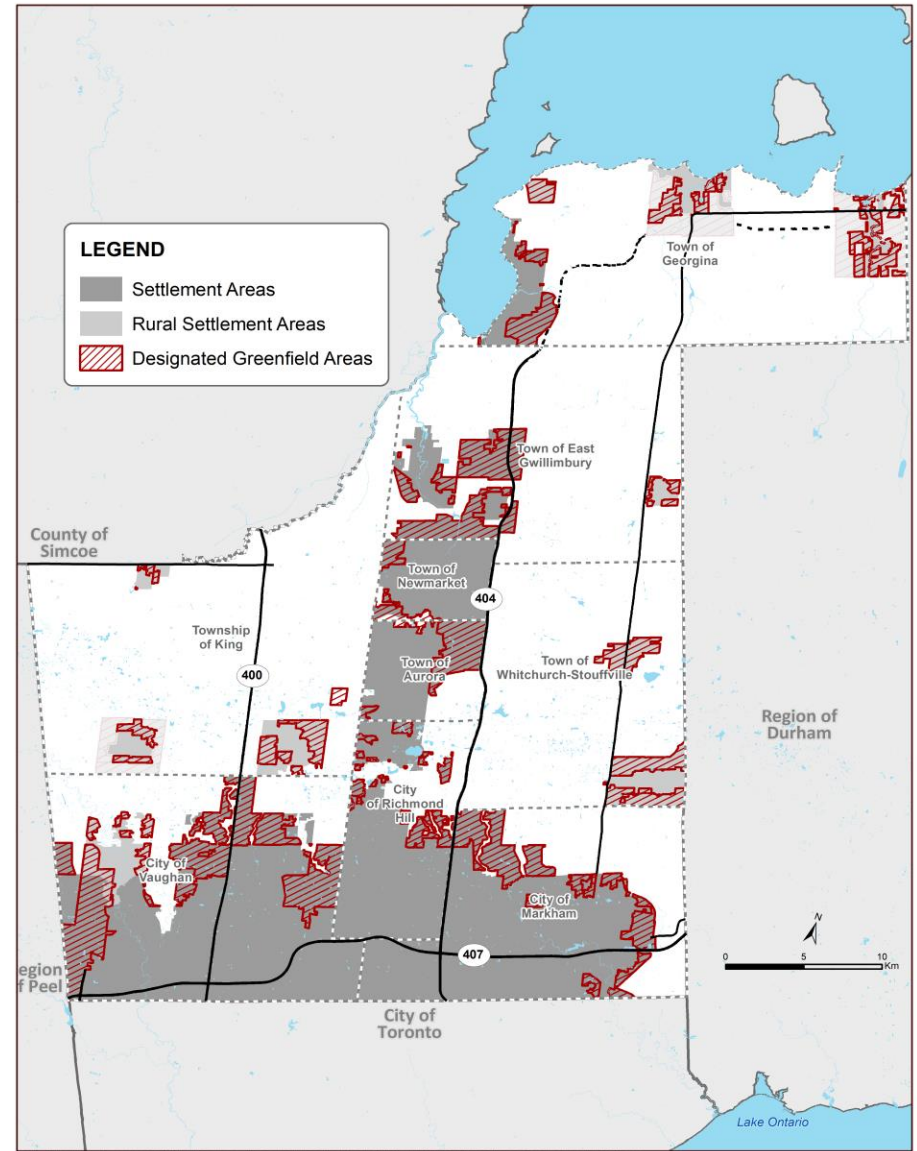 LEGEND
Settlement Areas
Rural Settlement Areas
Designated Greenfield Areas
Town of
Georgina
Town of East
Gwillimbury
County of
Simcoe
Town of
Newmarket
404
Township
of King
400
Town of
Aurora
Town of
Whitchurch-Stouffville
Region of
Durham
City
of Richmond
Hill
City of
Vaughan
City of
Markham
407
N
0 5 10
Km
egion
f Peel
City of
Toronto
Lake Ontario